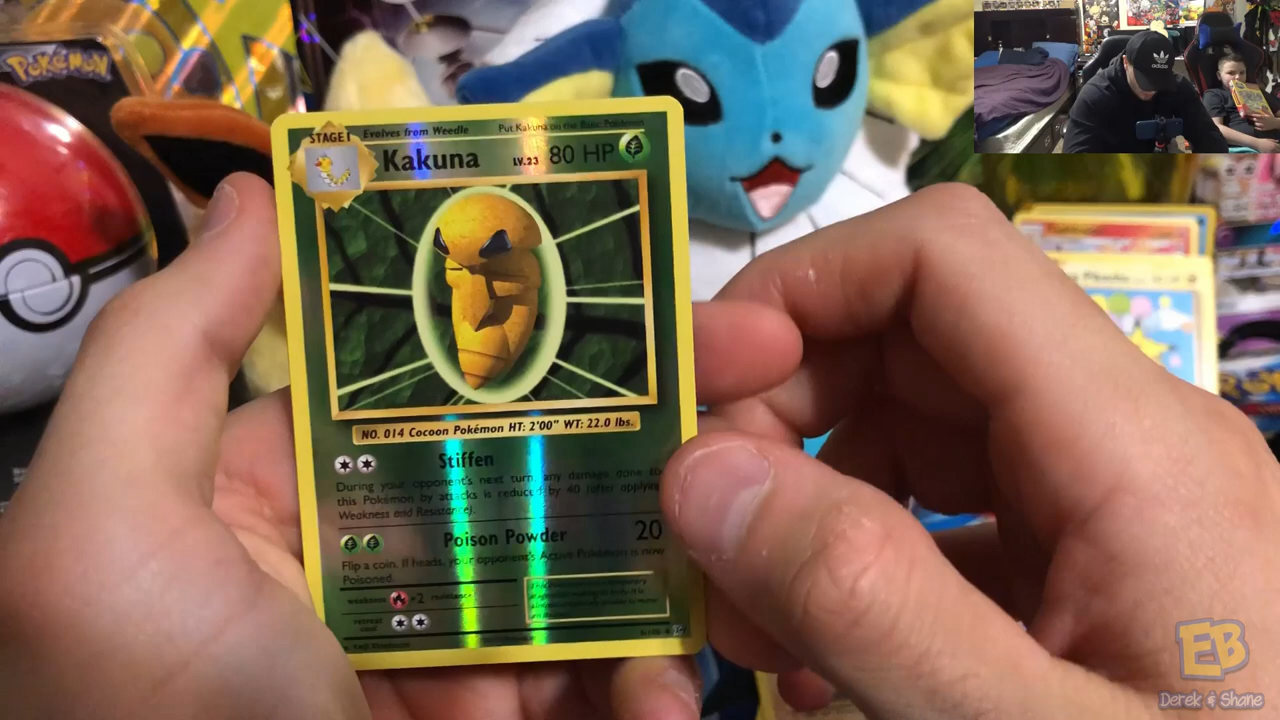 POKÉMON
adidas
STAGE 1 Evolves from Weedle Put Kakuna on the Basic Pokémon
Kakuna LV.23 80 HP
NO. 014 Cocoon Pokémon HT: 2'00" WT: 22.0 lbs.
Stiffen
During your opponent's next turn, any damage done to
this Pokémon by attacks is reduced by 40 (after applying
Weakness and Resistance).
Poison Powder 20
Flip a coin. If heads, your opponent's Active Pokémon is now
Poisoned.
weakness ×2 resistance
retreat
cost
EB
Derek & Shane